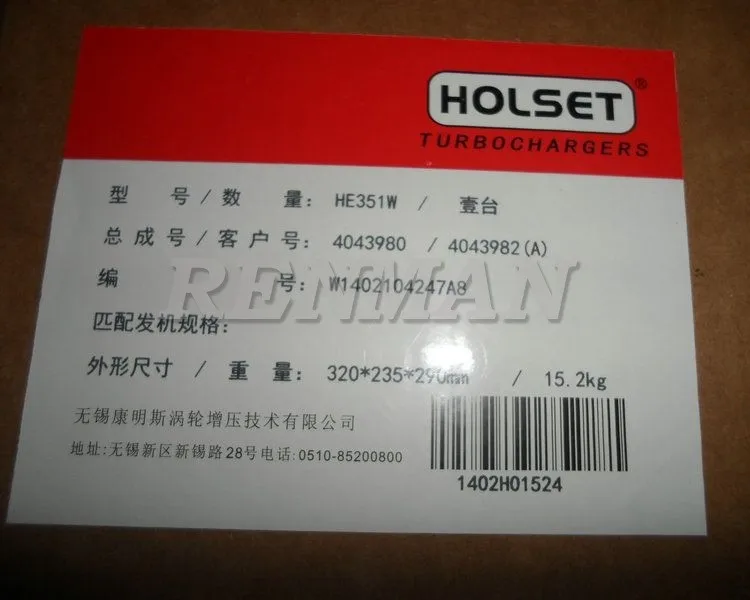 HOLSET®
TURBOCHARGERS
型 号 / 数 量： HE351W / 壹台
总成号 / 客户号： 4043980 / 4043982(A)
编 号： W1402104247A8
RENMAN
匹配发机规格：
外形尺寸 / 重 量： 320*235*290mm / 15.2kg
无锡康明斯涡轮增压技术有限公司
地址:无锡新区新锡路28号电话:0510-85200800
1402H01524